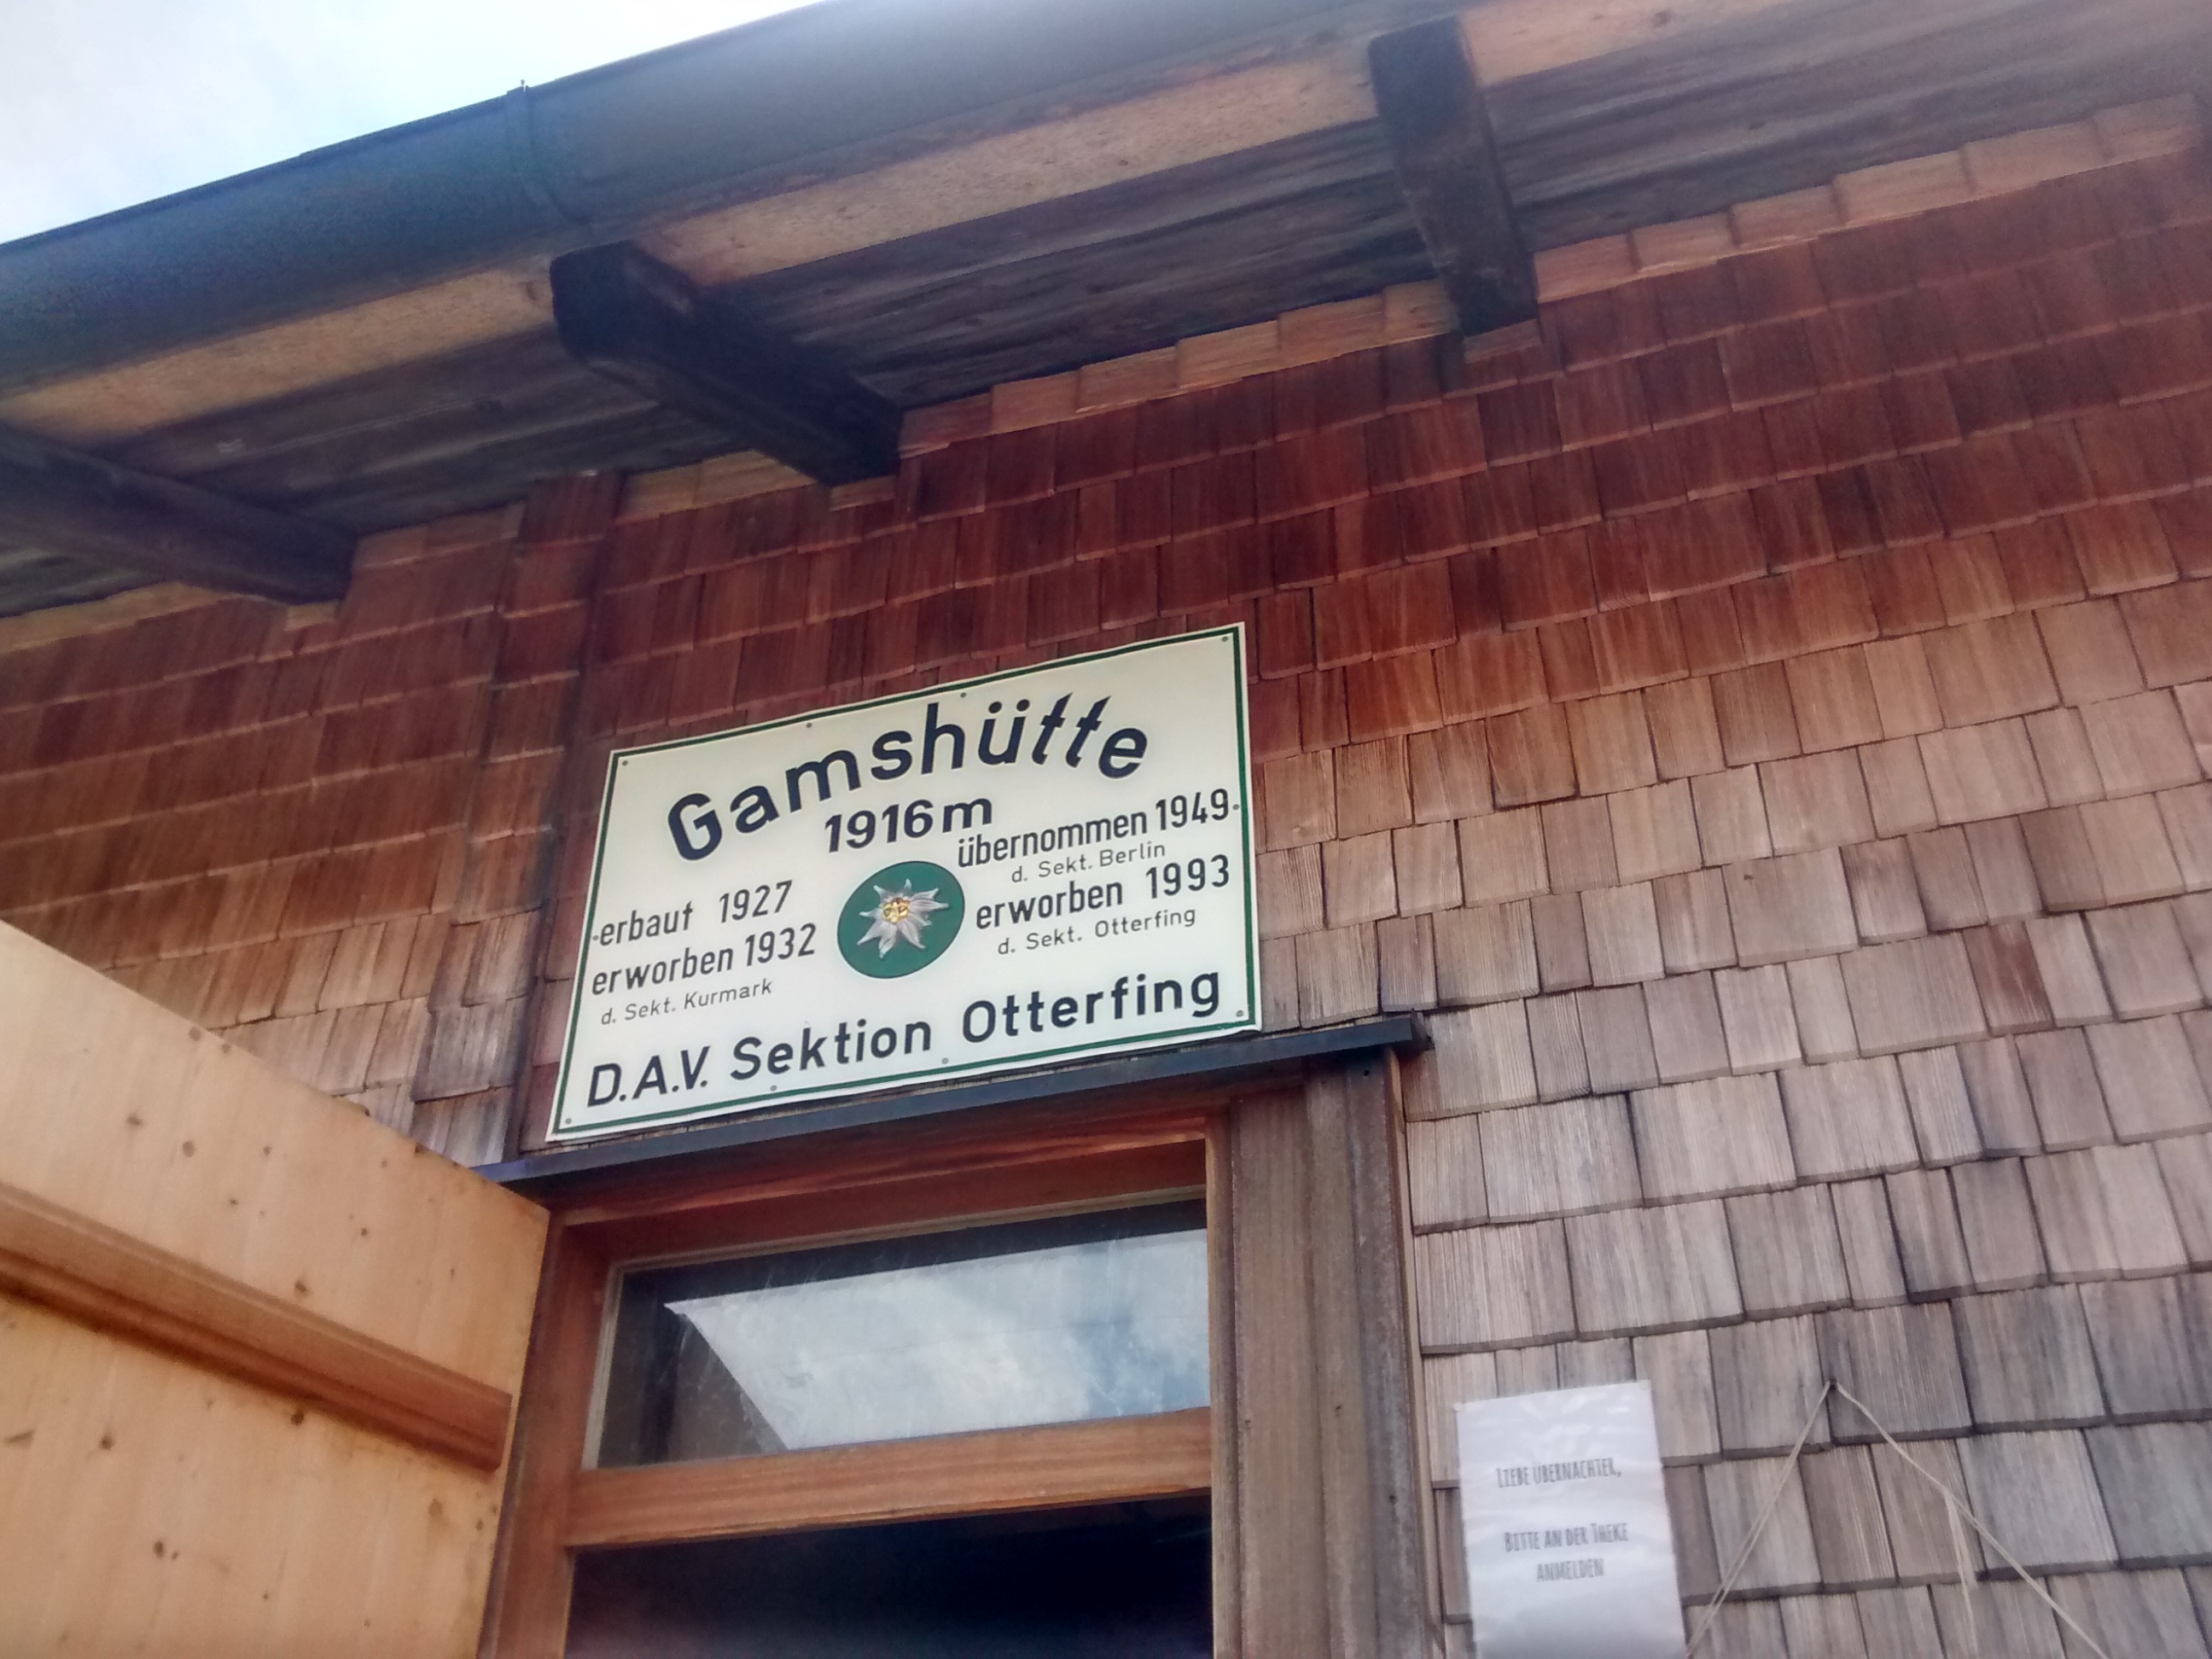 Gamshütte
1916 m
erbaut 1927
erworben 1932
d. Sekt. Kurmark
übernommen 1949
d. Sekt. Berlin
erworben 1993
d. Sekt. Otterfing
D.A.V. Sektion Otterfing
LIEBE ÜBERNACHTER,
BITTE AN DER THEKE
ANMELDEN